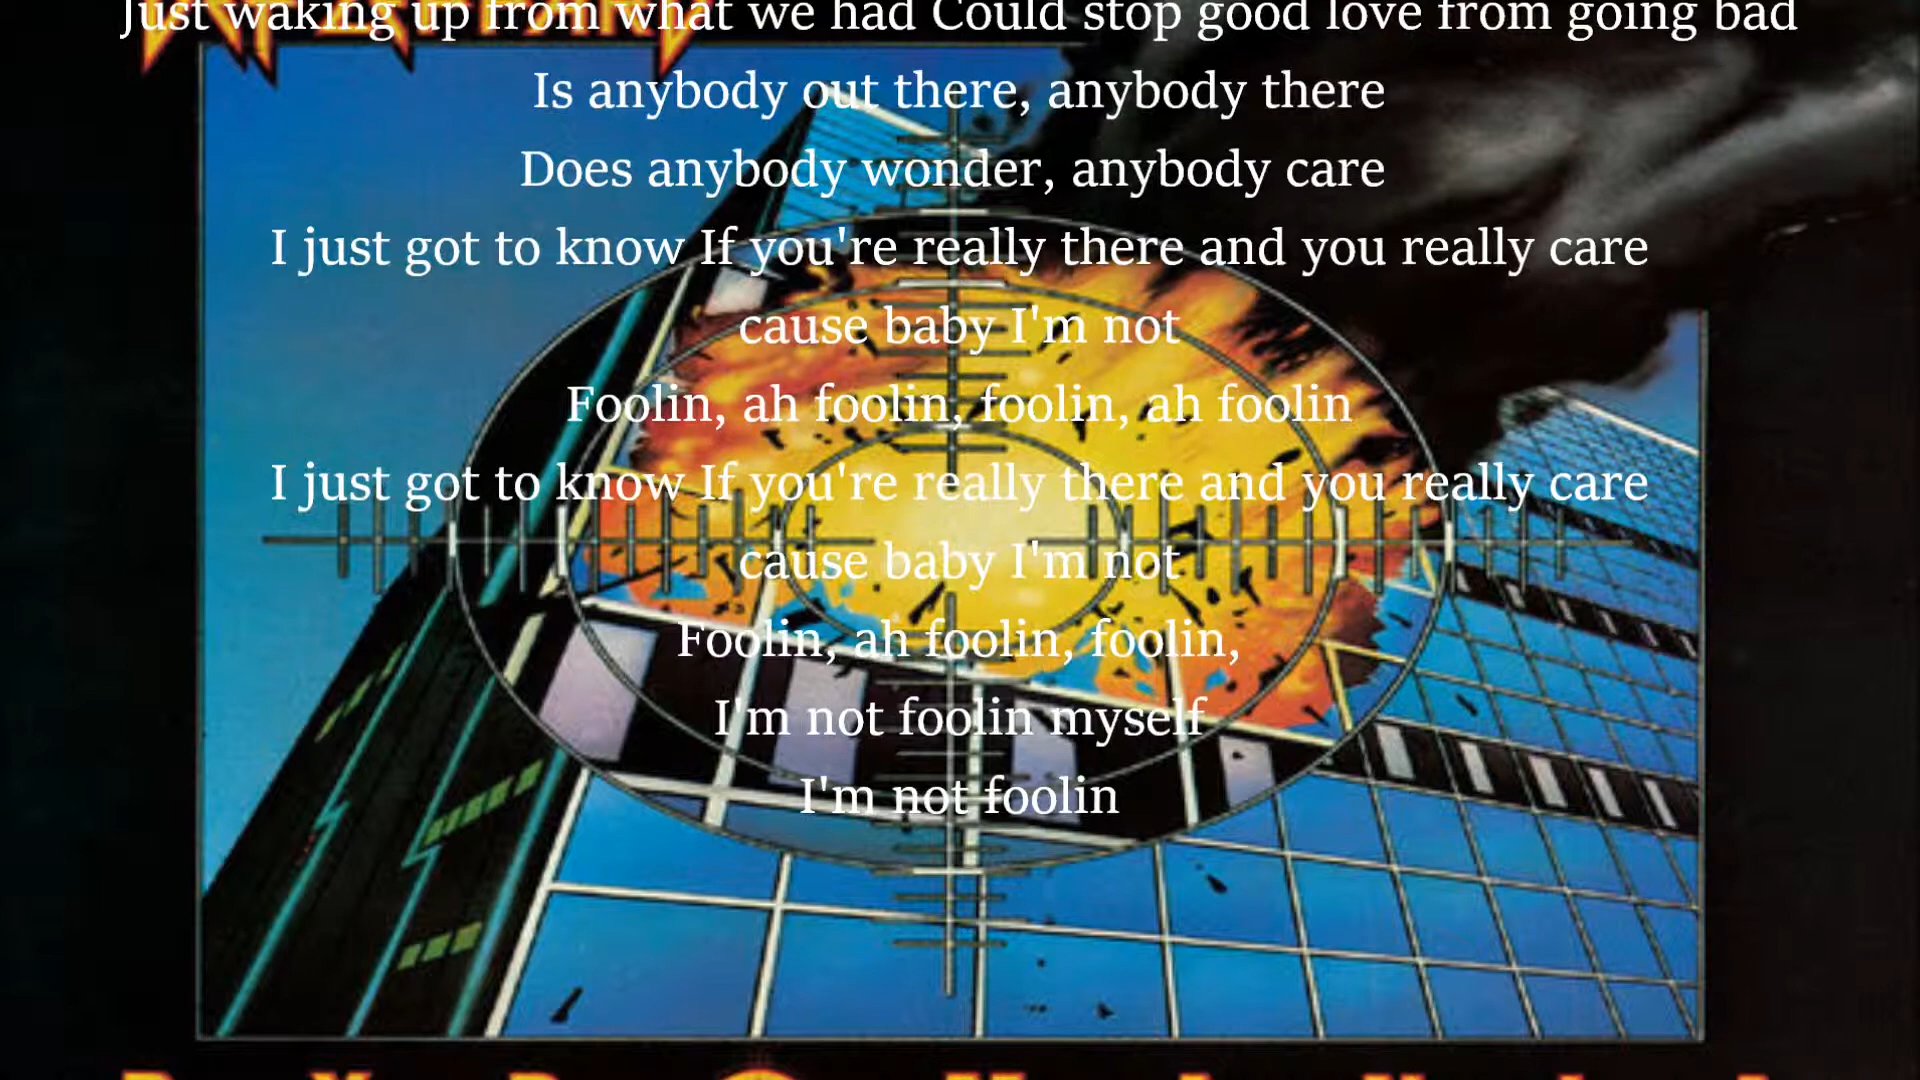 Just waking up from what we had Could stop good love from going bad
Is anybody out there, anybody there
Does anybody wonder, anybody care
I just got to know If you're really there and you really care
cause baby I'm not
Foolin, ah foolin, foolin, ah foolin
I just got to know If you're really there and you really care
cause baby I'm not
Foolin, ah foolin, foolin,
I'm not foolin myself
I'm not foolin